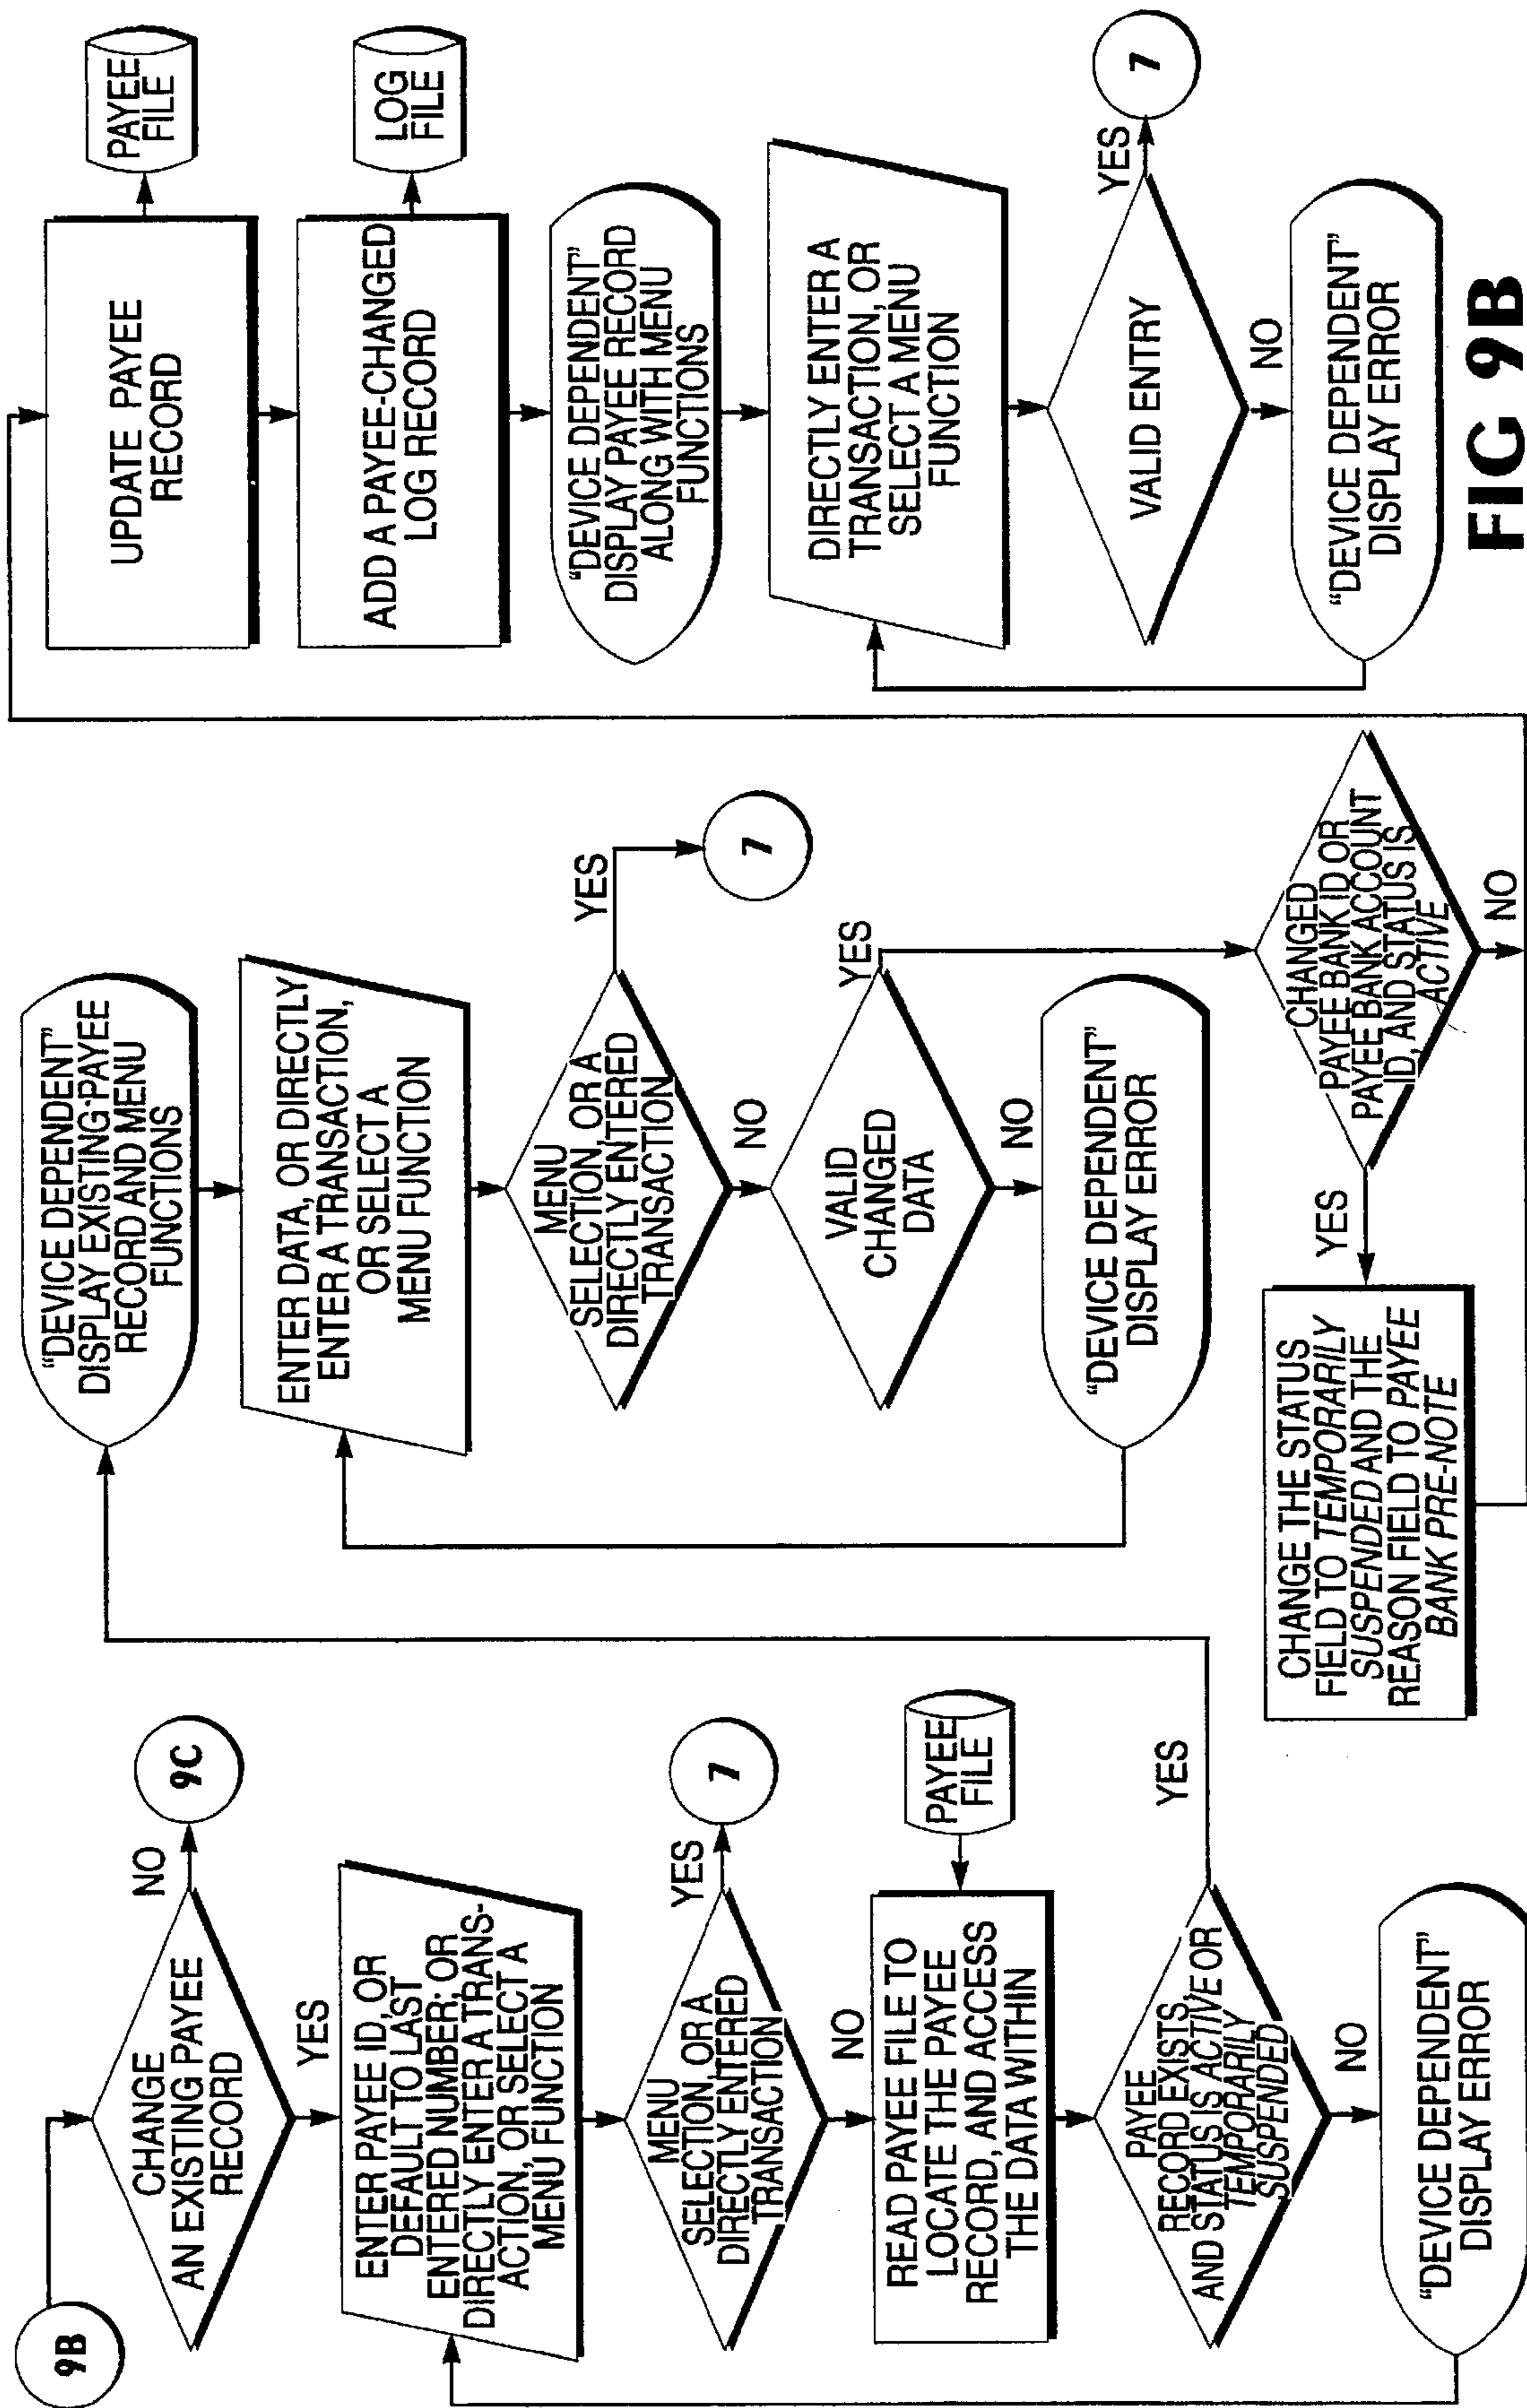 9B
CHANGE
AN EXISTING PAYEE
RECORD
NO
9C
YES
ENTER PAYEE ID, OR
DEFAULT TO LAST
ENTERED NUMBER; OR
DIRECTLY ENTER A TRANS-
ACTION, OR SELECT A
MENU FUNCTION
MENU
SELECTION, OR A
DIRECTLY ENTERED
TRANSACTION
YES
7
NO
READ PAYEE FILE TO
LOCATE THE PAYEE
RECORD, AND ACCESS
THE DATA WITHIN
PAYEE
FILE
PAYEE
RECORD EXISTS,
AND STATUS IS ACTIVE OR
TEMPORARILY
SUSPENDED
YES
NO
"DEVICE DEPENDENT"
DISPLAY ERROR
"DEVICE DEPENDENT"
DISPLAY EXISTING-PAYEE
RECORD AND MENU
FUNCTIONS
ENTER DATA, OR DIRECTLY
ENTER A TRANSACTION,
OR SELECT A
MENU FUNCTION
MENU
SELECTION, OR A
DIRECTLY ENTERED
TRANSACTION
YES
7
NO
VALID
CHANGED
DATA
YES
NO
"DEVICE DEPENDENT"
DISPLAY ERROR
CHANGED
PAYEE BANK ID OR
PAYEE BANK ACCOUNT
ID, AND STATUS IS
ACTIVE
YES
NO
CHANGE THE STATUS
FIELD TO TEMPORARILY
SUSPENDED AND THE
REASON FIELD TO PAYEE
BANK PRE-NOTE
UPDATE PAYEE
RECORD
PAYEE
FILE
ADD A PAYEE-CHANGED
LOG RECORD
LOG
FILE
"DEVICE DEPENDENT"
DISPLAY PAYEE RECORD
ALONG WITH MENU
FUNCTIONS
DIRECTLY ENTER A
TRANSACTION, OR
SELECT A MENU
FUNCTION
VALID ENTRY
YES
7
NO
"DEVICE DEPENDENT"
DISPLAY ERROR
FIG 9B